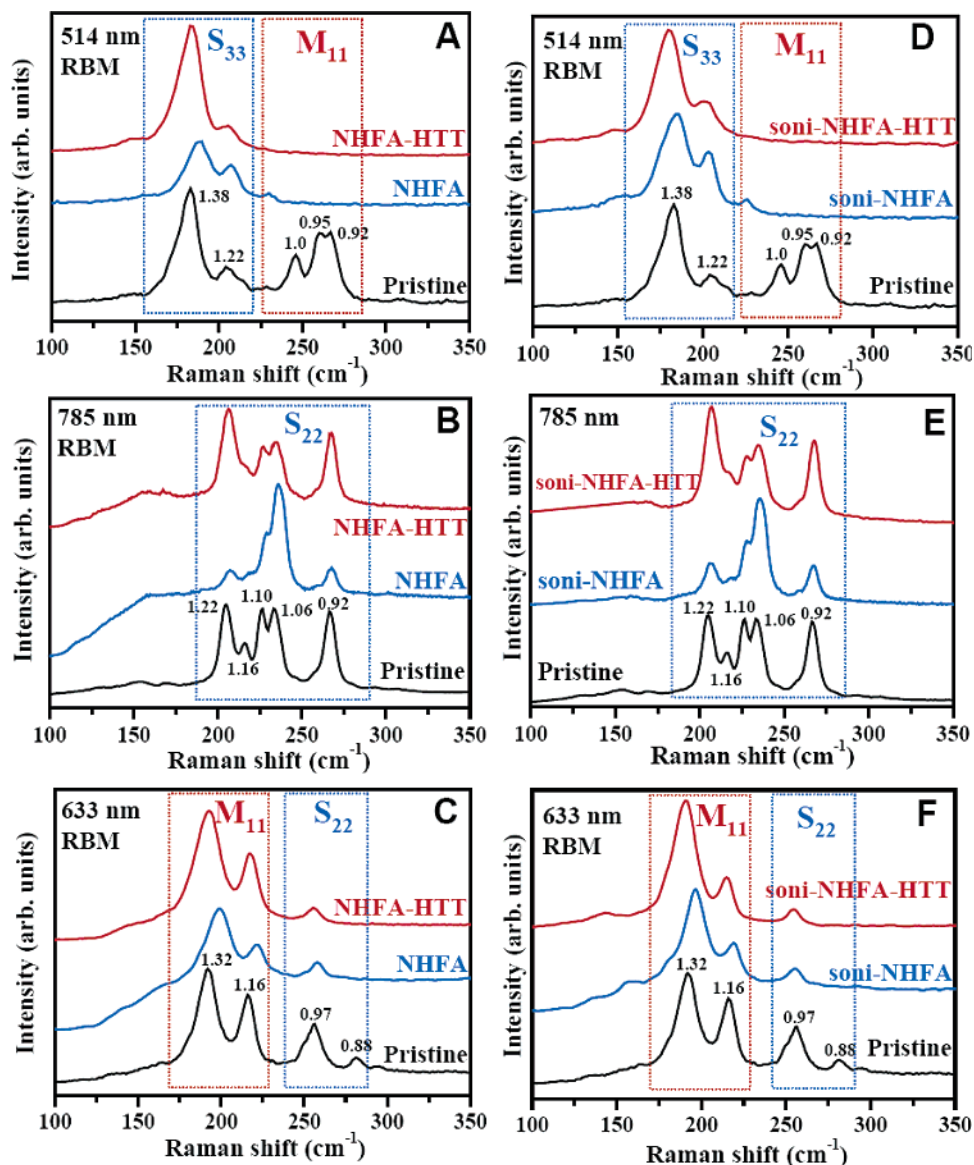 514 nm
RBM
S₃₃
M₁₁
A
NHFA-HTT
NHFA
1.38
1.22
1.0
0.95
0.92
Pristine
Intensity (arb. units)
100 150 200 250 300 350
Raman shift (cm⁻¹)
514 nm
RBM
S₃₃
M₁₁
D
soni-NHFA-HTT
soni-NHFA
1.38
1.22
1.0
0.95
0.92
Pristine
Intensity (arb. units)
100 150 200 250 300 350
Raman shift (cm⁻¹)
785 nm
RBM
S₂₂
B
NHFA-HTT
NHFA
1.22
1.16
1.10
1.06
0.92
Pristine
Intensity (arb. units)
100 150 200 250 300 350
Raman shift (cm⁻¹)
785 nm
S₂₂
E
soni-NHFA-HTT
soni-NHFA
1.22
1.16
1.10
1.06
0.92
Pristine
Intensity (arb. units)
100 150 200 250 300 350
Raman shift (cm⁻¹)
633 nm
RBM
M₁₁
S₂₂
C
NHFA-HTT
NHFA
1.32
1.16
0.97
0.88
Pristine
Intensity (arb. units)
100 150 200 250 300 350
Raman shift (cm⁻¹)
633 nm
RBM
M₁₁
S₂₂
F
soni-NHFA-HTT
soni-NHFA
1.32
1.16
0.97
0.88
Pristine
Intensity (arb. units)
100 150 200 250 300 350
Raman shift (cm⁻¹)